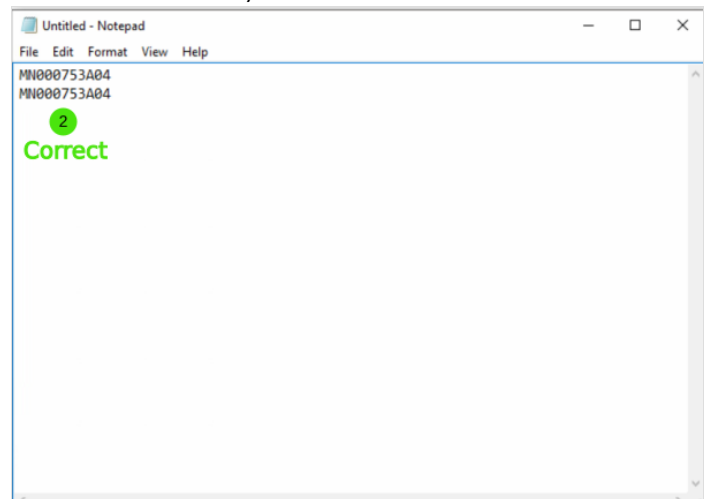 Untitled - Notepad
File Edit Format View Help
MN000753A04
MN000753A04
2
Correct